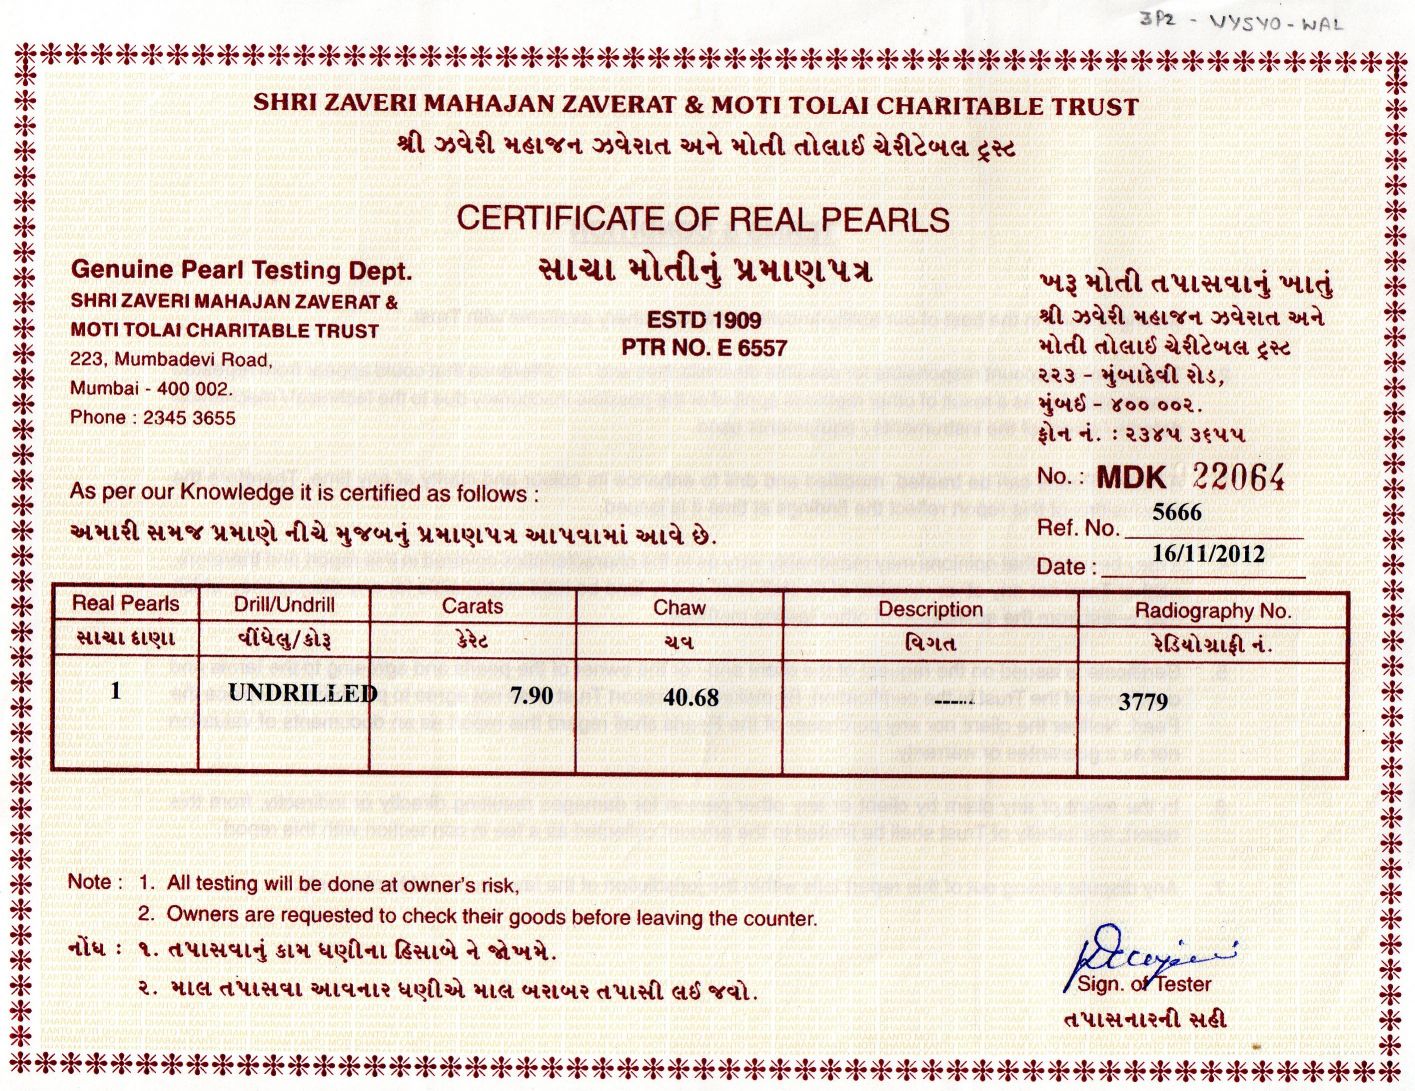 3P2 - VYSYO-WAL
SHRI ZAVERI MAHAJAN ZAVERAT & MOTI TOLAI CHARITABLE TRUST
શ્રી ઝવેરી મહાજન ઝવેરાત અને મોતી તોલાઈ ચેરીટેબલ ટ્રસ્ટ
CERTIFICATE OF REAL PEARLS
સાચા મોતીનું પ્રમાણપત્ર
ESTD 1909
PTR NO. E 6557
Genuine Pearl Testing Dept.
SHRI ZAVERI MAHAJAN ZAVERAT &
MOTI TOLAI CHARITABLE TRUST
223, Mumbadevi Road,
Mumbai - 400 002.
Phone : 2345 3655
ખરૂ મોતી તપાસવાનું ખાતું
શ્રી ઝવેરી મહાજન ઝવેરાત અને
મોતી તોલાઈ ચેરીટેબલ ટ્રસ્ટ
૨૨૩ - મુંબાદેવી રોડ,
મુંબઈ - ૪૦૦ ૦૦૨.
ફોન નં. : ૨૩૪૫ ૩૬૫૫
No. : MDK 22064
Ref. No. 5666
Date : 16/11/2012
As per our Knowledge it is certified as follows :
અમારી સમજ પ્રમાણે નીચે મુજબનું પ્રમાણપત્ર આપવામાં આવે છે.
Real Pearls Drill/Undrill Carats Chaw Description Radiography No.
સાચા દાણા વીંધેલુ/કોરૂ કેરેટ ચવ વિગત રેડિયોગ્રાફી નં.
1 UNDRILLED 7.90 40.68 ----- 3779
Note : 1. All testing will be done at owner's risk,
2. Owners are requested to check their goods before leaving the counter.
નોંધ : ૧. તપાસવાનું કામ ધણીના હિસાબે ને જોખમે.
૨. માલ તપાસવા આવનાર ધણીએ માલ બરાબર તપાસી લઈ જવો.
Sign. of Tester
તપાસનારની સહી